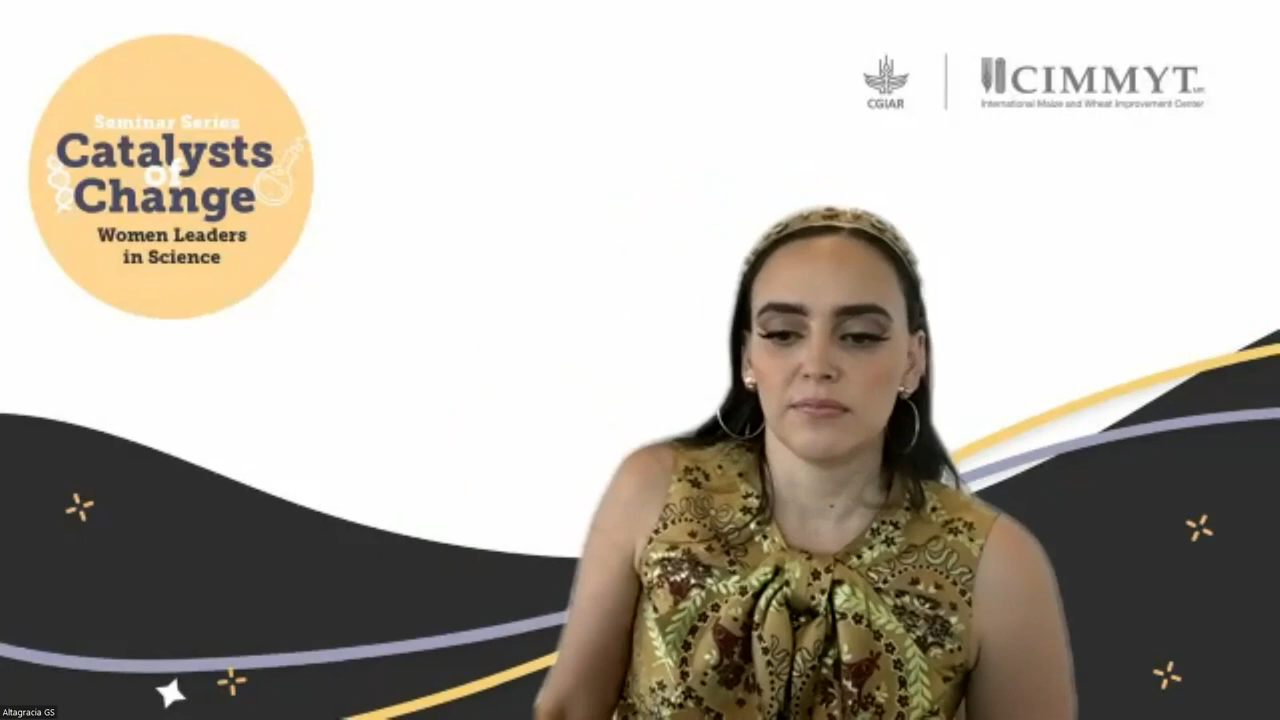 Seminar Series
Catalysts
of
Change
Women Leaders
in Science
CGIAR
CIMMYT
International Maize and Wheat Improvement Center
Altagracia GS